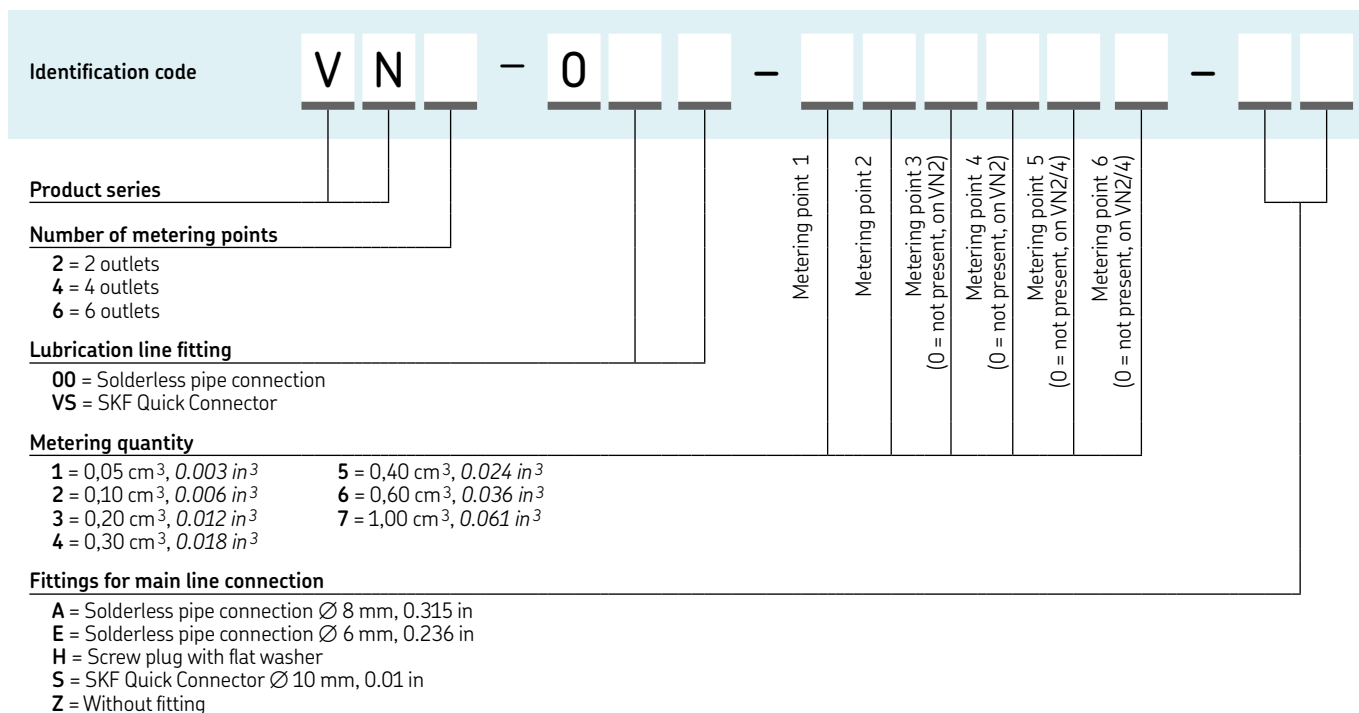 Identification code VN - 0 - -
Product series
Number of metering points
2 = 2 outlets
4 = 4 outlets
6 = 6 outlets
Lubrication line fitting
00 = Solderless pipe connection
VS = SKF Quick Connector
Metering point 1
Metering point 2
Metering point 3
(0 = not present, on VN2)
Metering point 4
(0 = not present, on VN2)
Metering point 5
(0 = not present, on VN2/4)
Metering point 6
(0 = not present, on VN2/4)
Metering quantity
1 = 0,05 cm³, 0.003 in³
2 = 0,10 cm³, 0.006 in³
3 = 0,20 cm³, 0.012 in³
4 = 0,30 cm³, 0.018 in³
5 = 0,40 cm³, 0.024 in³
6 = 0,60 cm³, 0.036 in³
7 = 1,00 cm³, 0.061 in³
Fittings for main line connection
A = Solderless pipe connection ∅ 8 mm, 0.315 in
E = Solderless pipe connection ∅ 6 mm, 0.236 in
H = Screw plug with flat washer
S = SKF Quick Connector ∅ 10 mm, 0.01 in
Z = Without fitting